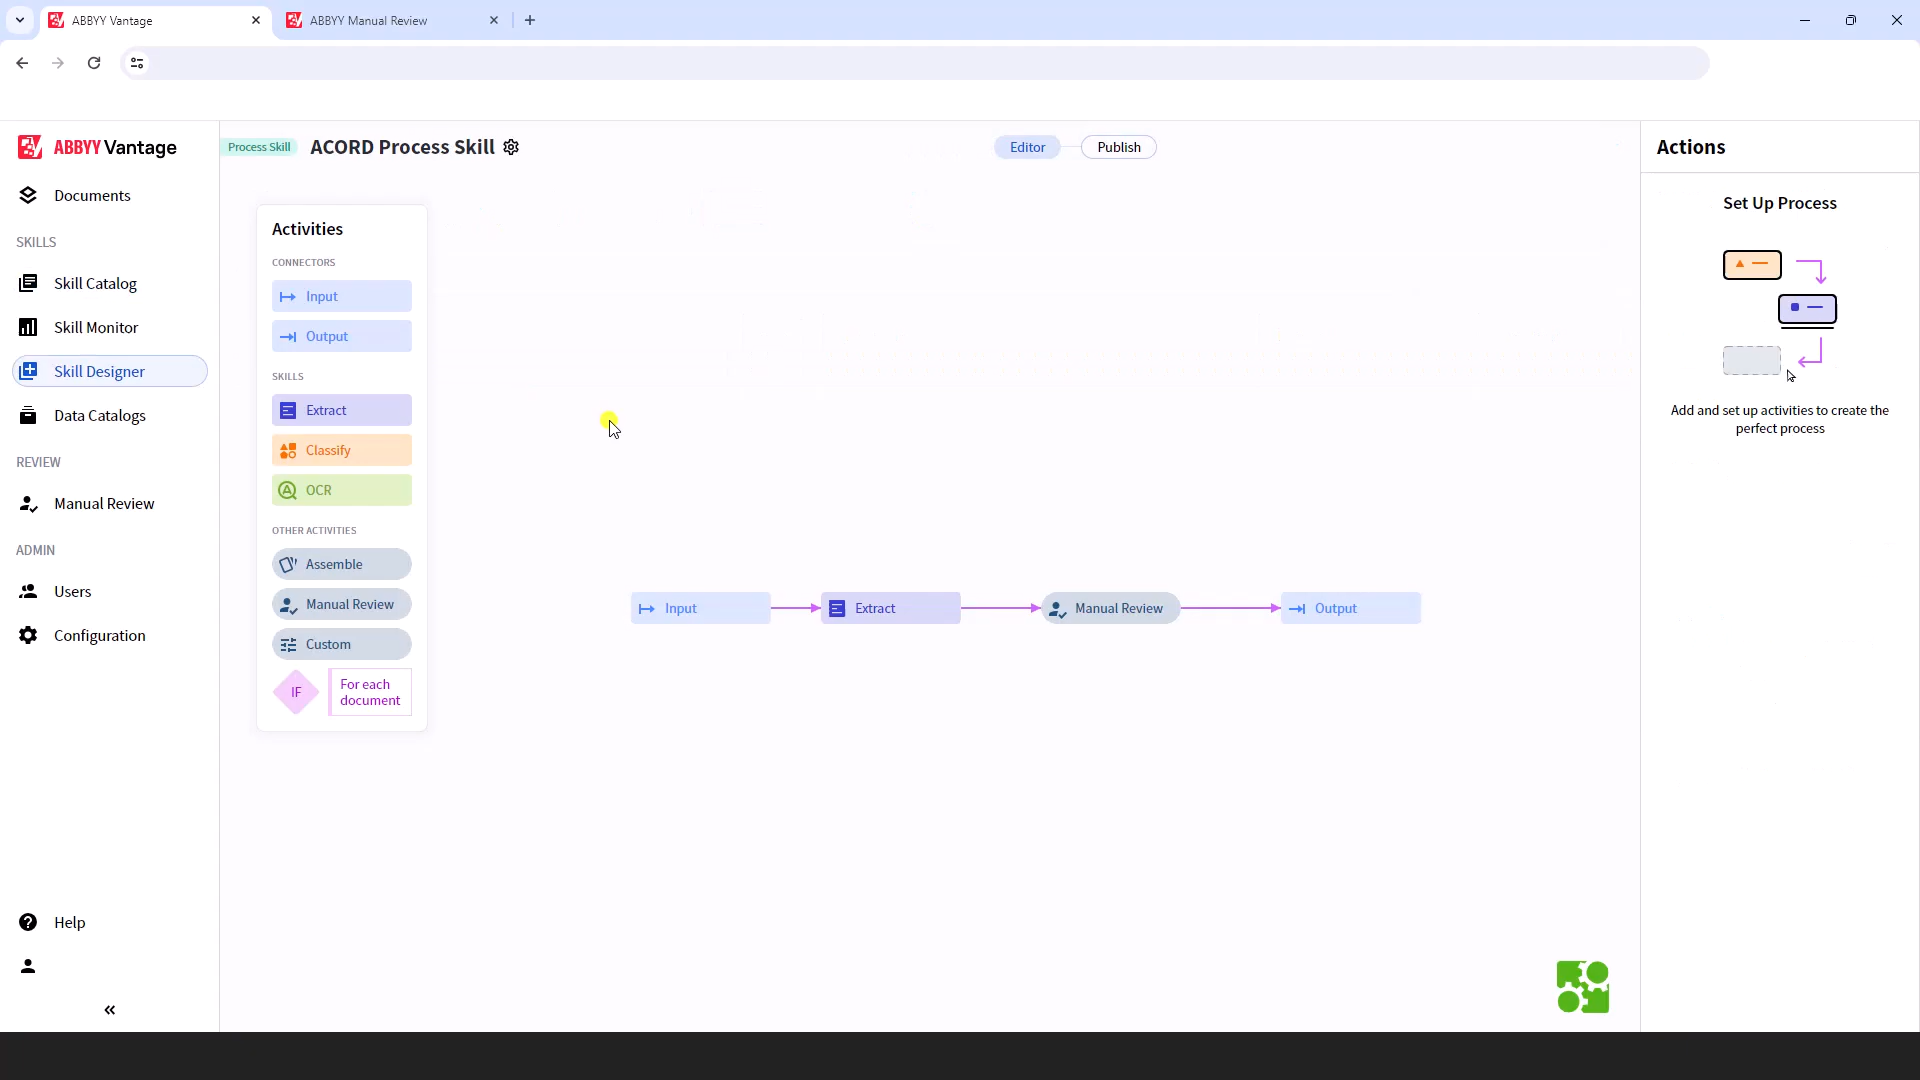 ABBYY Vantage
ABBYY Manual Review
ABBYY Vantage
Documents
SKILLS
Skill Catalog
Skill Monitor
Skill Designer
Data Catalogs
REVIEW
Manual Review
ADMIN
Users
Configuration
Help
Process Skill
ACORD Process Skill
Editor
Publish
Activities
CONNECTORS
Input
Output
SKILLS
Extract
Classify
OCR
OTHER ACTIVITIES
Assemble
Manual Review
Custom
IF
For each
document
Input
Extract
Manual Review
Output
Actions
Set Up Process
Add and set up activities to create the
perfect process